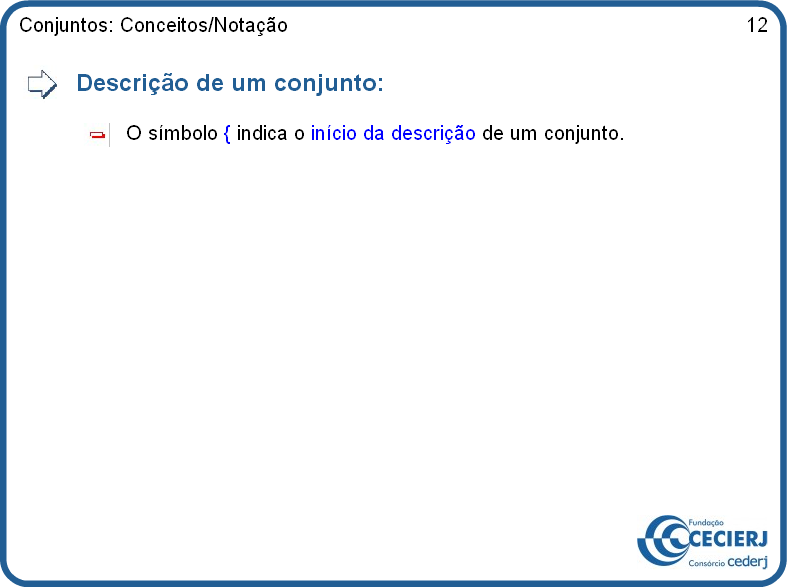 Conjuntos: Conceitos/Notação 12
Descrição de um conjunto:
O símbolo { indica o início da descrição de um conjunto.
Fundação
CECIERJ
Consórcio cederj